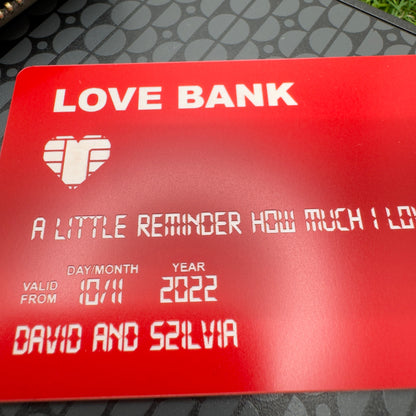 LOVE BANK
A LITTLE REMINDER HOW MUCH I LOV
DAY/MONTH YEAR
VALID FROM 10/11 2022
DAVID AND SZILVIA